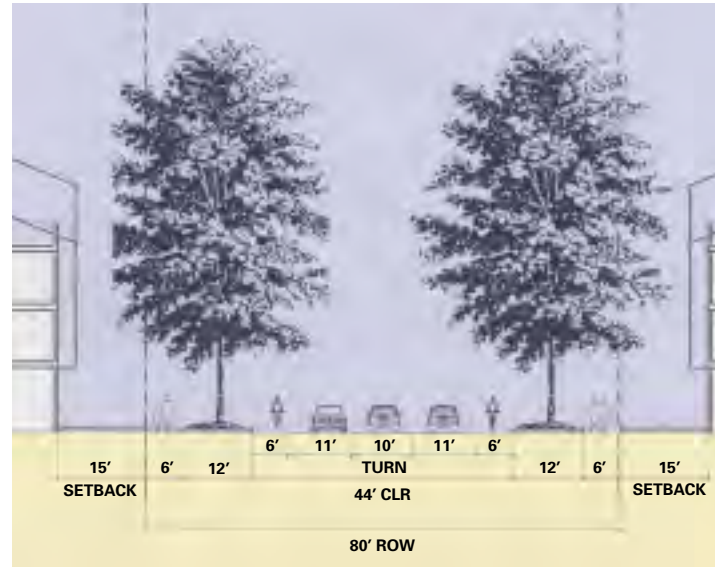 6′ 11′ 10′ 11′ 6′
15′ 6′ 12′ TURN 12′ 6′ 15′
SETBACK 44′ CLR SETBACK
80′ ROW